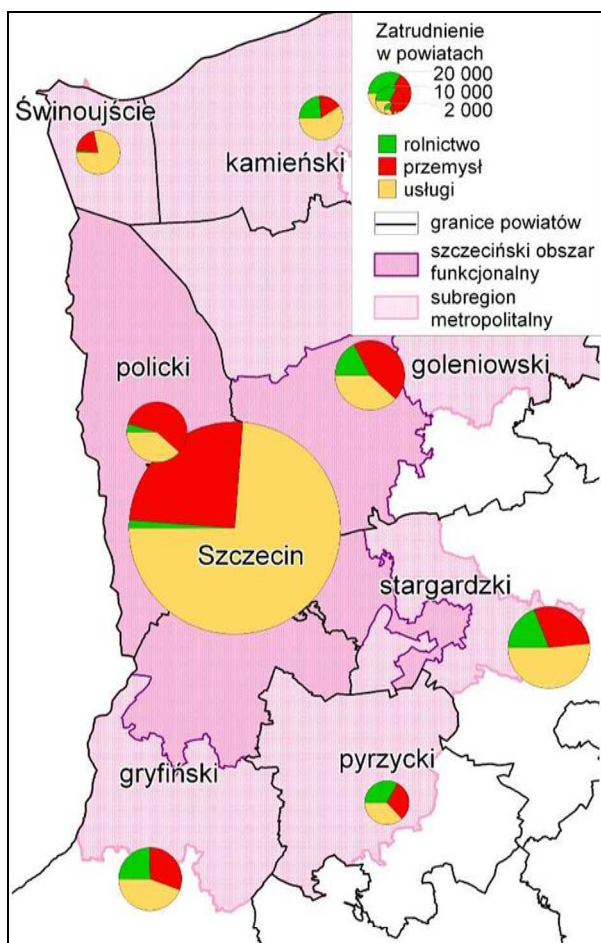 Zatrudnienie
w powiatach
20 000
10 000
2 000
rolnictwo
przemysł
usługi
granice powiatów
szczeciński obszar
funkcjonalny
subregion
metropolitalny
Świnoujście
kamieński
policki
goleniowski
Szczecin
stargardzki
gryfiński
pyrzycki